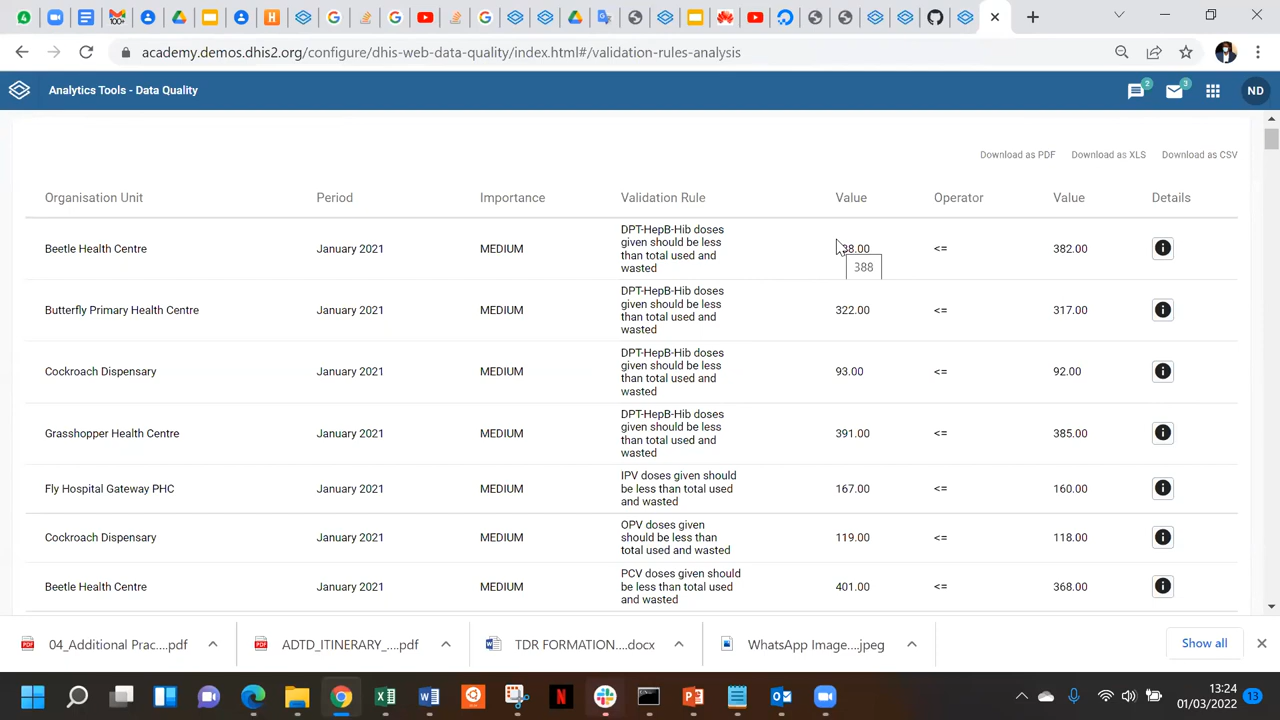 academy.demos.dhis2.org/configure/dhis-web-data-quality/index.html#/validation-rules-analysis
Analytics Tools - Data Quality
2
3
ND
Download as PDF Download as XLS Download as CSV
Organisation Unit Period Importance Validation Rule Value Operator Value Details
Beetle Health Centre January 2021 MEDIUM DPT-HepB-Hib doses
given should be less
than total used and
wasted
388.00 <= 382.00
388
Butterfly Primary Health Centre January 2021 MEDIUM DPT-HepB-Hib doses
given should be less
than total used and
wasted
322.00 <= 317.00
Cockroach Dispensary January 2021 MEDIUM DPT-HepB-Hib doses
given should be less
than total used and
wasted
93.00 <= 92.00
Grasshopper Health Centre January 2021 MEDIUM DPT-HepB-Hib doses
given should be less
than total used and
wasted
391.00 <= 385.00
Fly Hospital Gateway PHC January 2021 MEDIUM IPV doses given should
be less than total used
and wasted
167.00 <= 160.00
Cockroach Dispensary January 2021 MEDIUM OPV doses given
should be less than
total used and wasted
119.00 <= 118.00
Beetle Health Centre January 2021 MEDIUM PCV doses given should
be less than total used
and wasted
401.00 <= 368.00
04_Additional Prac....pdf ADTD_ITINERARY_....pdf TDR FORMATION....docx WhatsApp Image....jpeg Show all
13:24
01/03/2022
13